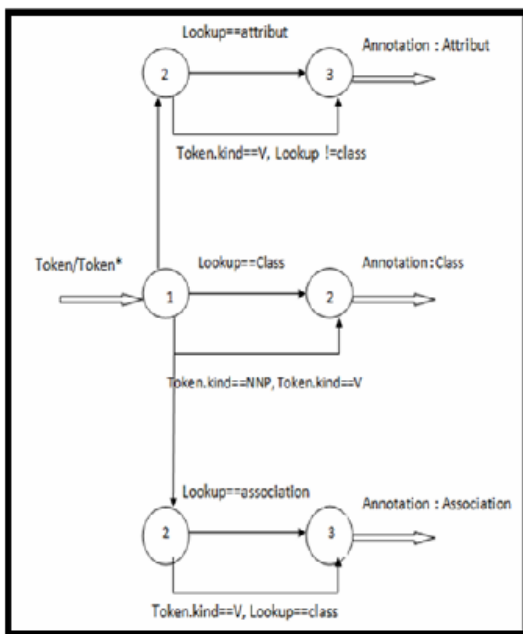 Lookup==attribut
Annotation : Attribut
2
3
Token.kind==V, Lookup !=class
Token/Token*
Lookup==Class
Annotation :Class
1
2
Token.kind==NNP, Token.kind==V
Lookup==association
Annotation : Association
2
3
Token.kind==V, Lookup==class